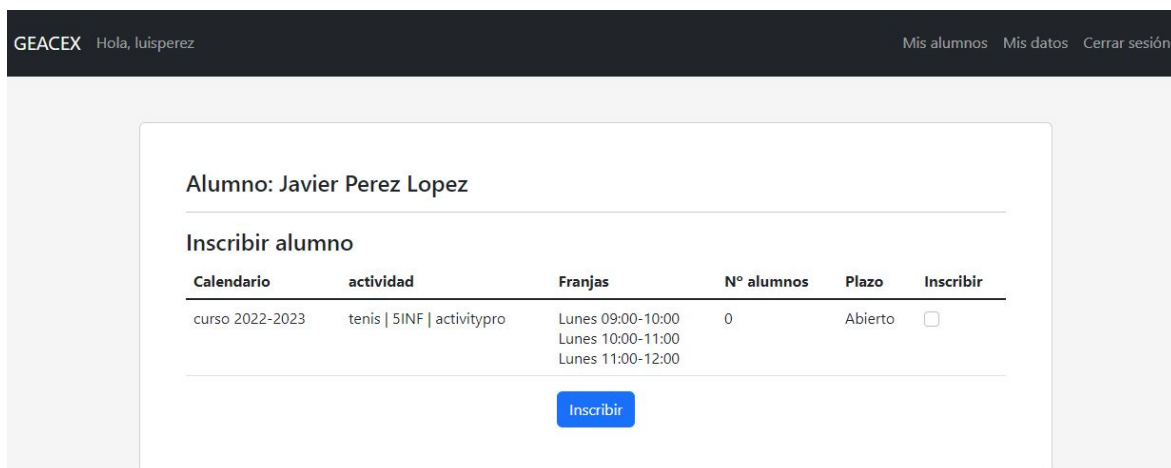 GEACEX Hola, luisperez Mis alumnos Mis datos Cerrar sesión
Alumno: Javier Perez Lopez
Inscribir alumno
Calendario actividad Franjas Nº alumnos Plazo Inscribir
curso 2022-2023 tenis | 5INF | activitypro Lunes 09:00-10:00 0 Abierto
Lunes 10:00-11:00
Lunes 11:00-12:00
Inscribir